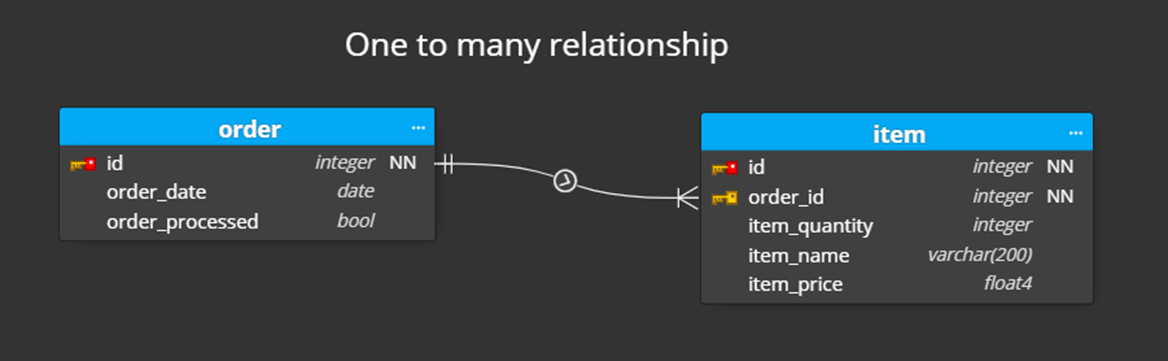 One to many relationship
order ...
id integer NN
order_date date
order_processed bool
item ...
id integer NN
order_id integer NN
item_quantity integer
item_name varchar(200)
item_price float4